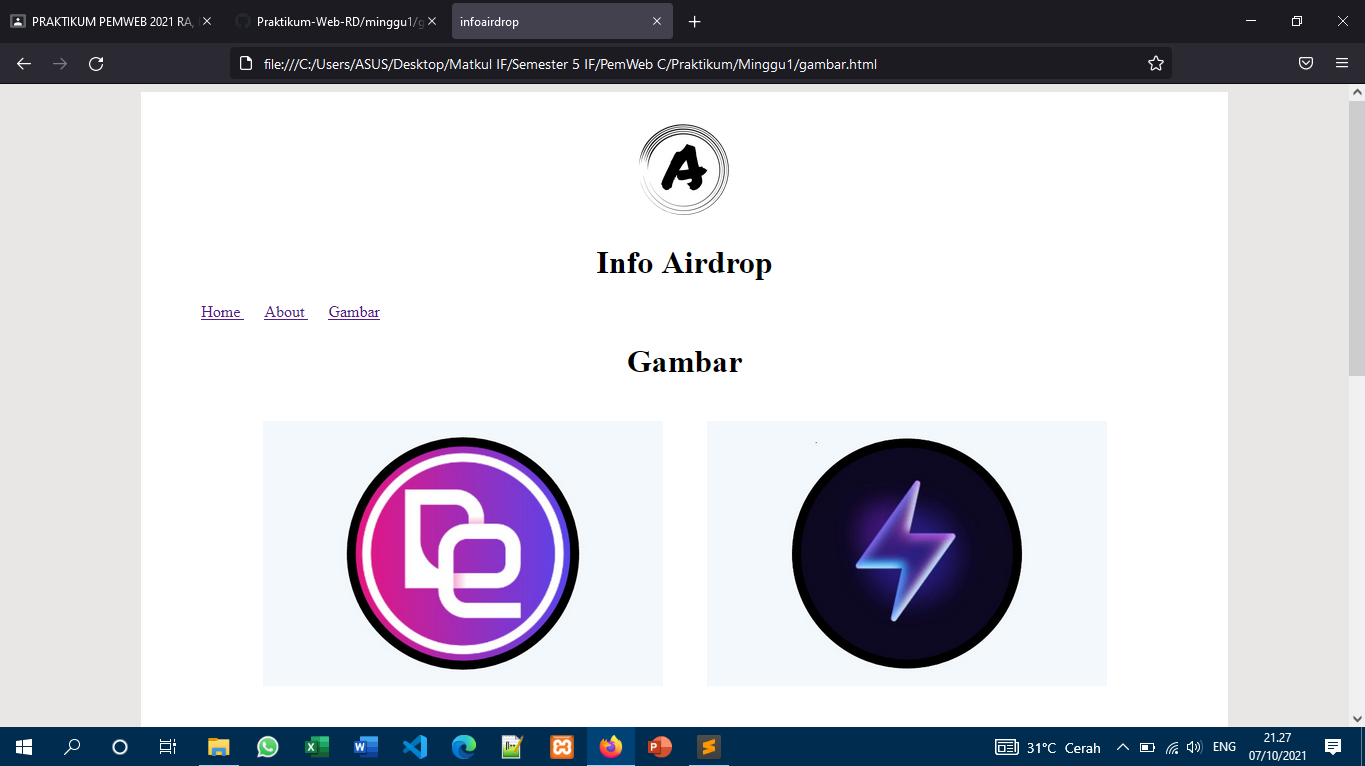 PRAKTIKUM PEMWEB 2021 RA,
Praktikum-Web-RD/minggu1/g
infoairdrop
file:///C:/Users/ASUS/Desktop/Matkul IF/Semester 5 IF/PemWeb C/Praktikum/Minggu1/gambar.html
A
Info Airdrop
Home About Gambar
Gambar
31°C Cerah
ENG
21.27
07/10/2021